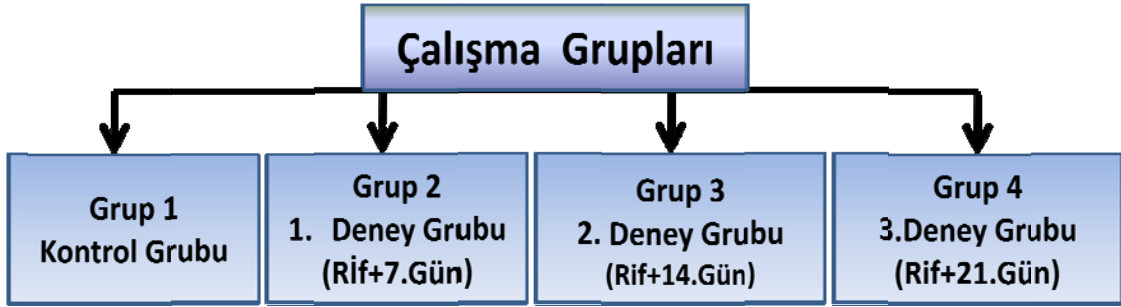 Çalışma Grupları
Grup 1
Kontrol Grubu
Grup 2
1. Deney Grubu
(Rİf+7.Gün)
Grup 3
2. Deney Grubu
(Rif+14.Gün)
Grup 4
3.Deney Grubu
(Rif+21.Gün)